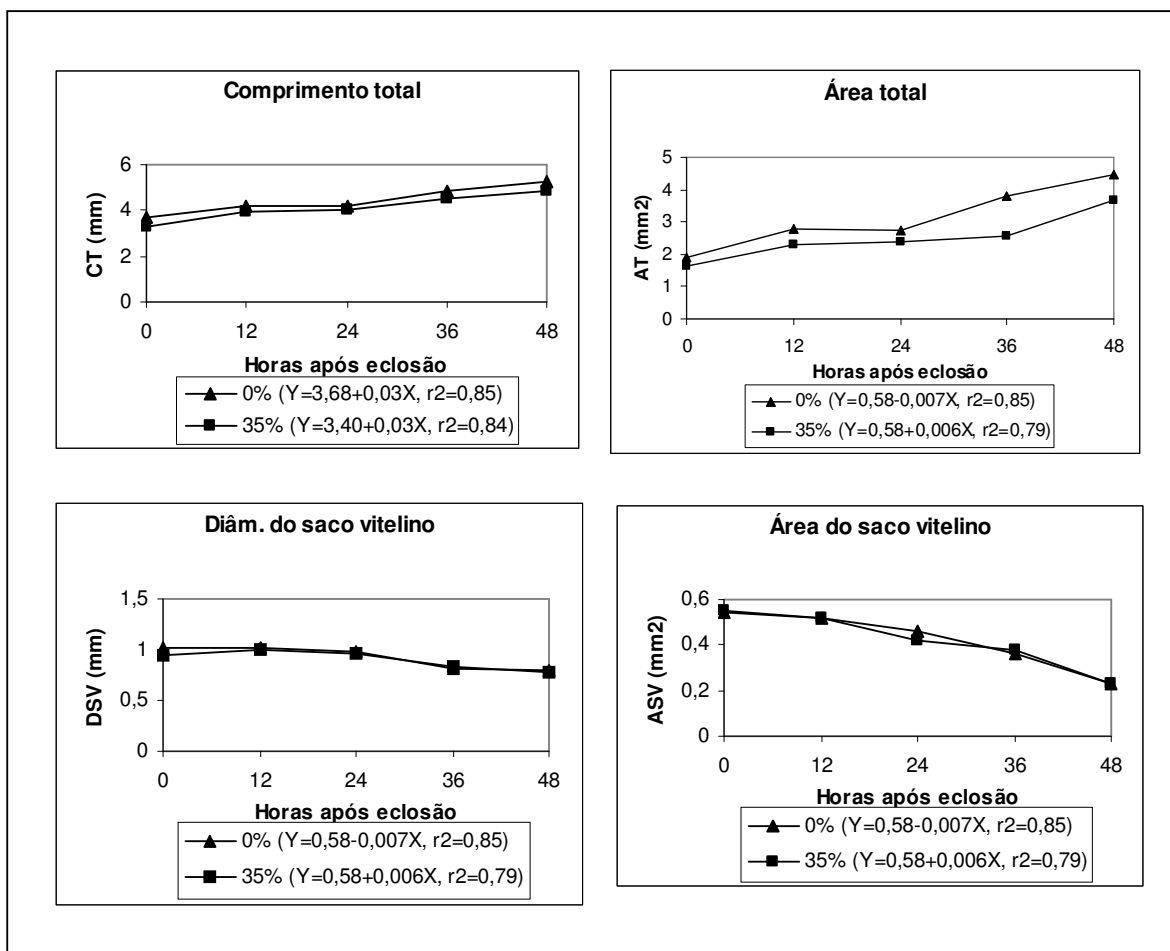 Comprimento total
6
4
2
0
CT (mm)
0 12 24 36 48
Horas após eclosão
0% (Y=3,68+0,03X, r2=0,85)
35% (Y=3,40+0,03X, r2=0,84)
Área total
5
4
3
2
1
0
AT (mm2)
0 12 24 36 48
Horas após eclosão
0% (Y=0,58-0,007X, r2=0,85)
35% (Y=0,58+0,006X, r2=0,79)
Diâm. do saco vitelino
1,5
1
0,5
0
DSV (mm)
0 12 24 36 48
Horas após eclosão
0% (Y=0,58-0,007X, r2=0,85)
35% (Y=0,58+0,006X, r2=0,79)
Área do saco vitelino
0,6
0,4
0,2
0
ASV (mm2)
0 12 24 36 48
Horas após eclosão
0% (Y=0,58-0,007X, r2=0,85)
35% (Y=0,58+0,006X, r2=0,79)